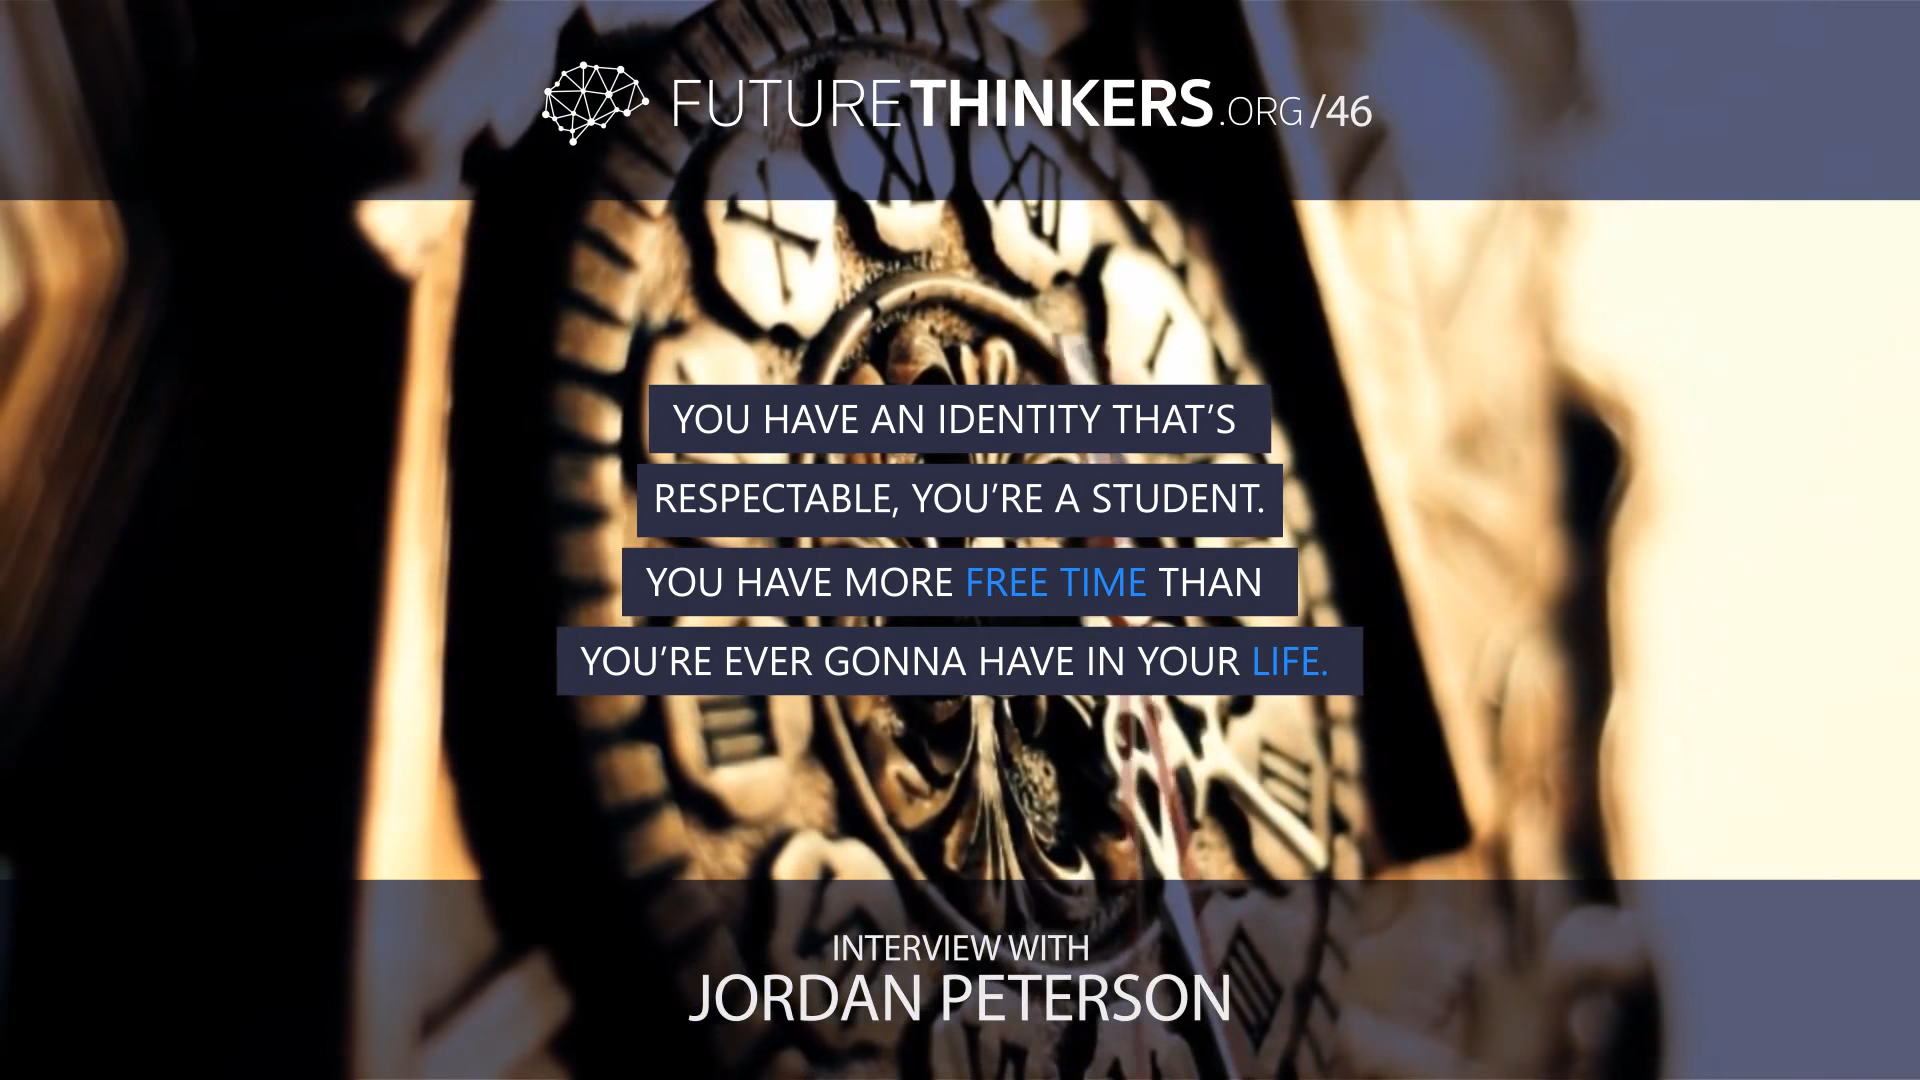 FUTURETHINKERS.ORG/46
YOU HAVE AN IDENTITY THAT’S
RESPECTABLE, YOU’RE A STUDENT.
YOU HAVE MORE FREE TIME THAN
YOU’RE EVER GONNA HAVE IN YOUR LIFE.
INTERVIEW WITH
JORDAN PETERSON